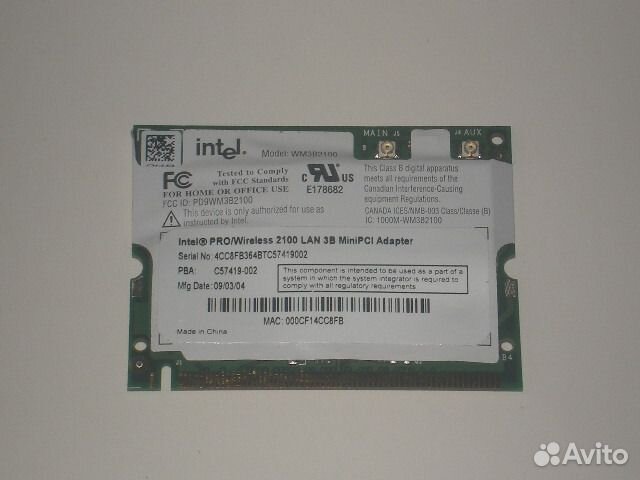 MAIN J5
J4 AUX
intel.
Model: WM3B2100
Tested to Comply
with FCC Standards
FC
FOR HOME OR OFFICE USE
FCC ID: PD9WM3B2100
This device is only authorized for use as
instructed by Intel.
C UR US
E178682
This Class B digital apparatus
meets all requirements of the
Canadian Interference-Causing
equipment Regulations.
CANADA ICES/NMB-003 Class/Classe (B)
IC: 1000M-WM3B2100
Intel® PRO/Wireless 2100 LAN 3B MiniPCI Adapter
Serial No: 4CC8FB364BTC57419002
PBA: C57419-002
Mfg Date: 09/03/04
This component is intended to be used as a part of a
system in which the system integrator is required to
comply with all regulatory requirements
MAC: 000CF14CC8FB
Made in China
B4
Avito